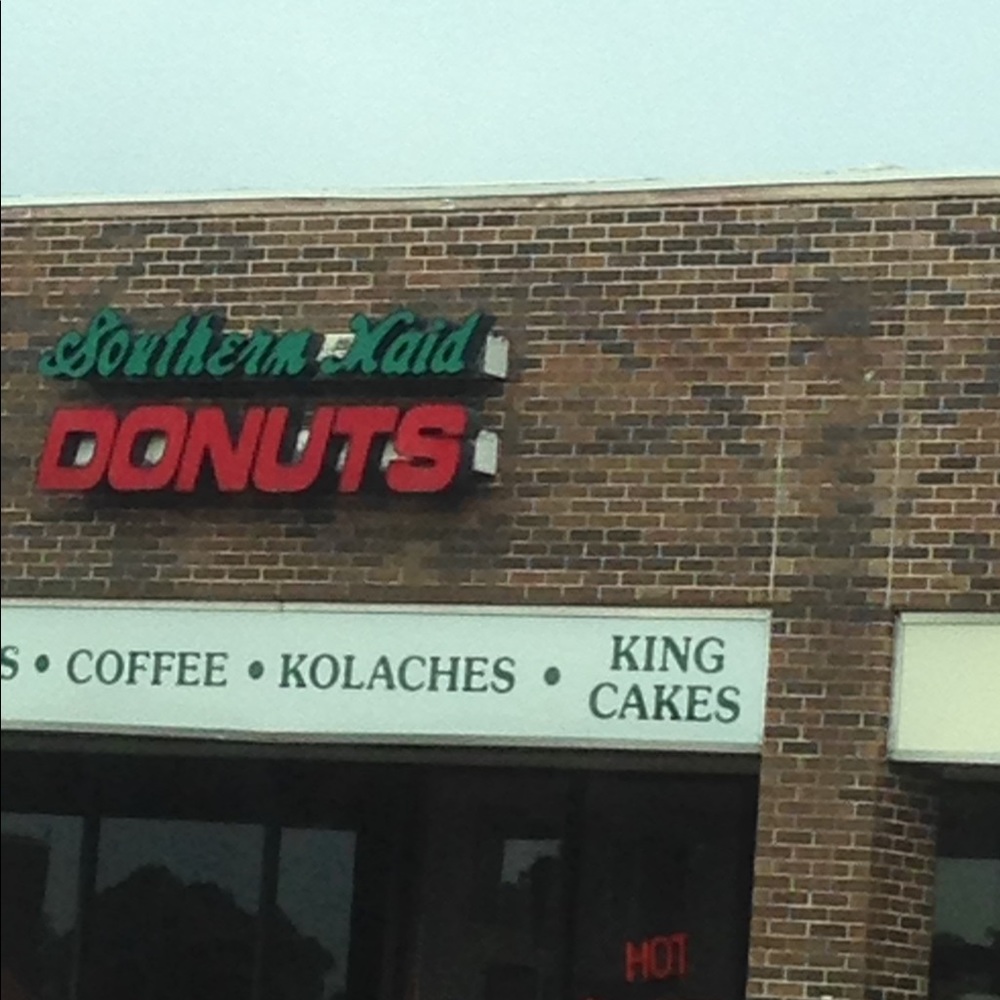 Southern Maid
DONUTS
S • COFFEE • KOLACHES • KING
CAKES
HOT